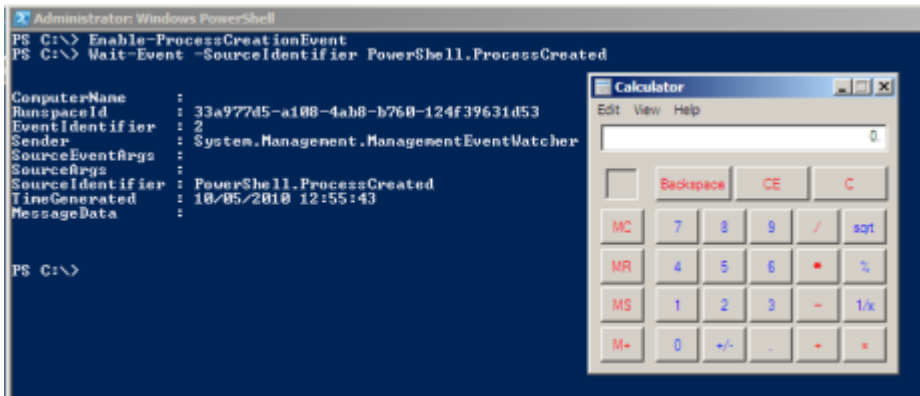 Administrator: Windows PowerShell
PS C:\> Enable-ProcessCreationEvent
PS C:\> Wait-Event -SourceIdentifier PowerShell.ProcessCreated
ComputerName :
RunspaceId : 33a977d5-a108-4ab8-b760-124f39631d53
EventIdentifier : 2
Sender : System.Management.ManagementEventWatcher
SourceEventArgs :
SourceArgs :
SourceIdentifier : PowerShell.ProcessCreated
TimeGenerated : 10/05/2010 12:55:43
MessageData :
PS C:\>
Calculator
Edit View Help
0.
Backspace CE C
MC 7 8 9 / sqrt
MR 4 5 6 * %
MS 1 2 3 - 1/x
M+ 0 +/- . + =